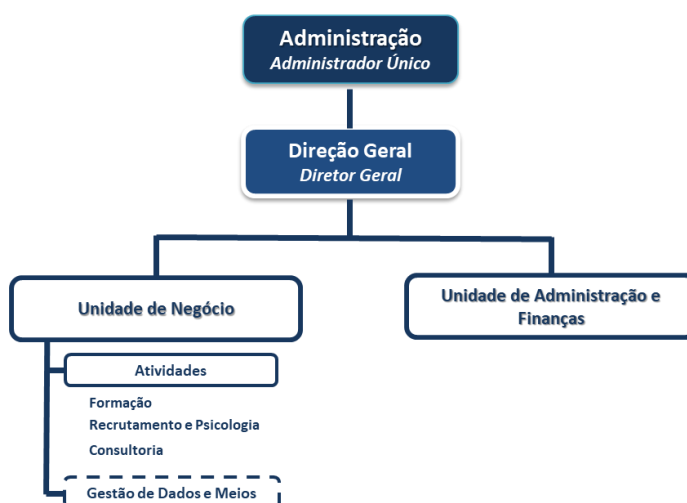 Administração
Administrador Único
Direção Geral
Diretor Geral
Unidade de Negócio
Unidade de Administração e
Finanças
Atividades
Formação
Recrutamento e Psicologia
Consultoria
Gestão de Dados e Meios